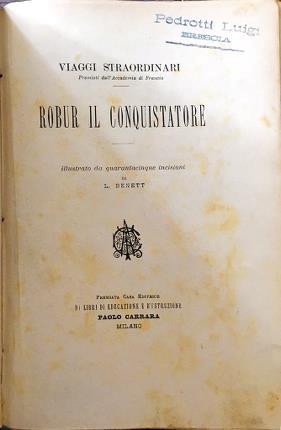 Pedrotti Luigi
BRESCIA
VIAGGI STRAORDINARI
Premiati dall'Accademia di Francia
ROBUR IL CONQUISTATORE
illustrato da quarantacinque incisioni
DI
L. BENETT
PREMIATA CASA EDITRICE
DI LIBRI DI EDUCAZIONE E D'ISTRUZIONE
PAOLO CARRARA
MILANO